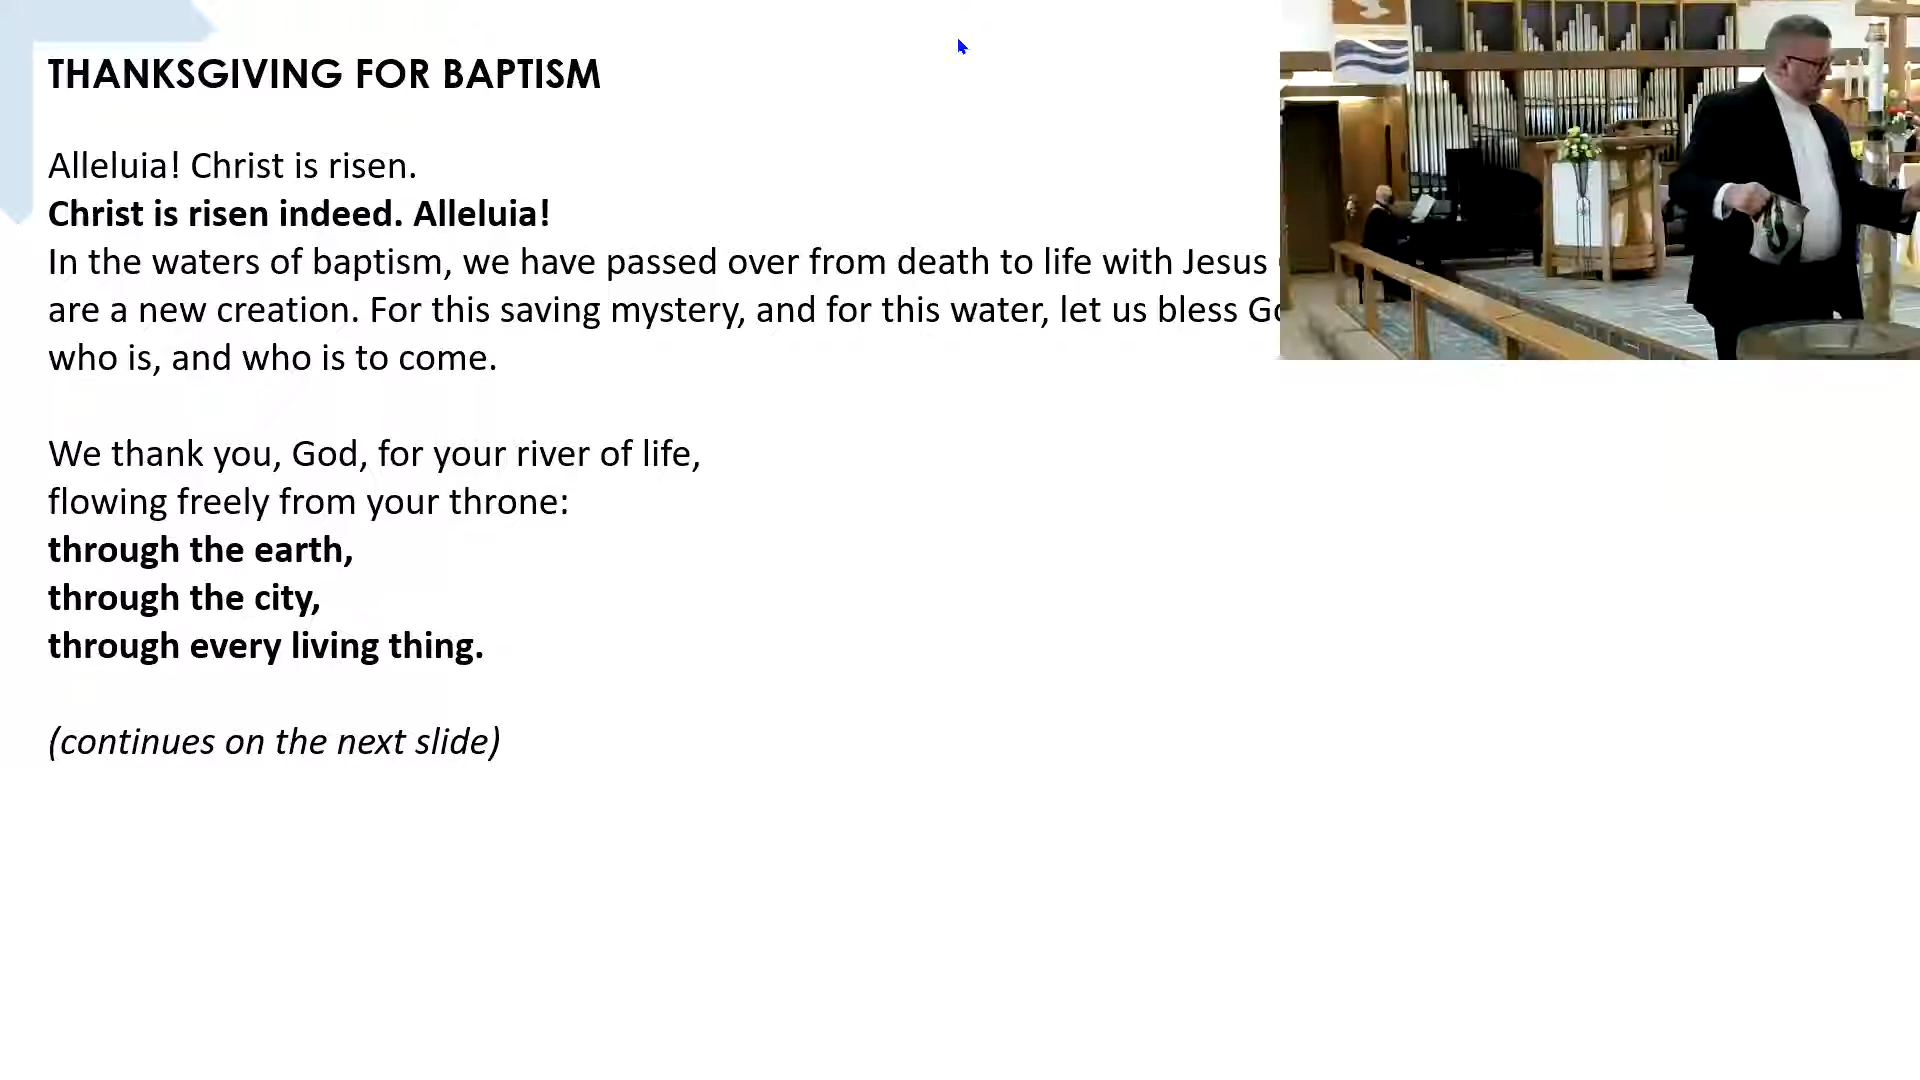 THANKSGIVING FOR BAPTISM
Alleluia! Christ is risen.
Christ is risen indeed. Alleluia!
In the waters of baptism, we have passed over from death to life with Jesus
are a new creation. For this saving mystery, and for this water, let us bless
who is, and who is to come.
We thank you, God, for your river of life,
flowing freely from your throne:
through the earth,
through the city,
through every living thing.
(continues on the next slide)